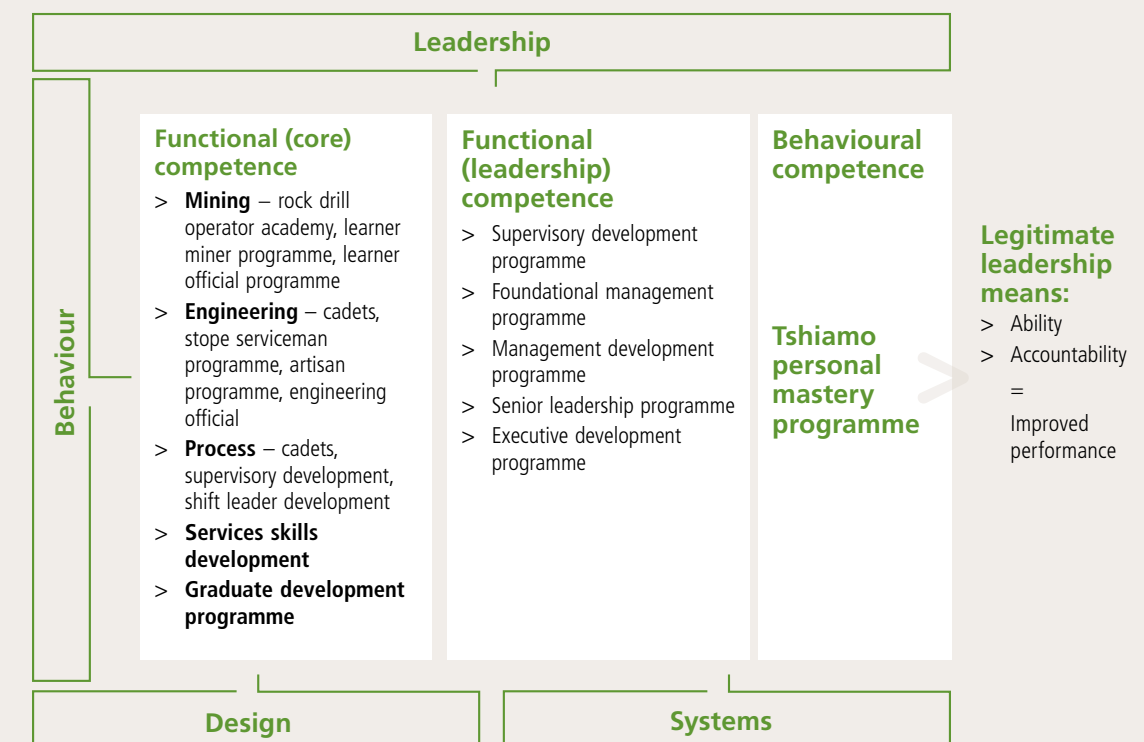 Leadership
Behaviour
Functional (core)
competence
> Mining – rock drill
operator academy, learner
miner programme, learner
official programme
> Engineering – cadets,
stope serviceman
programme, artisan
programme, engineering
official
> Process – cadets,
supervisory development,
shift leader development
> Services skills
development
> Graduate development
programme
Functional
(leadership)
competence
> Supervisory development
programme
> Foundational management
programme
> Management development
programme
> Senior leadership programme
> Executive development
programme
Behavioural
competence
Tshiamo
personal
mastery
programme
>
Legitimate
leadership
means:
> Ability
> Accountability
=
Improved
performance
Design
Systems